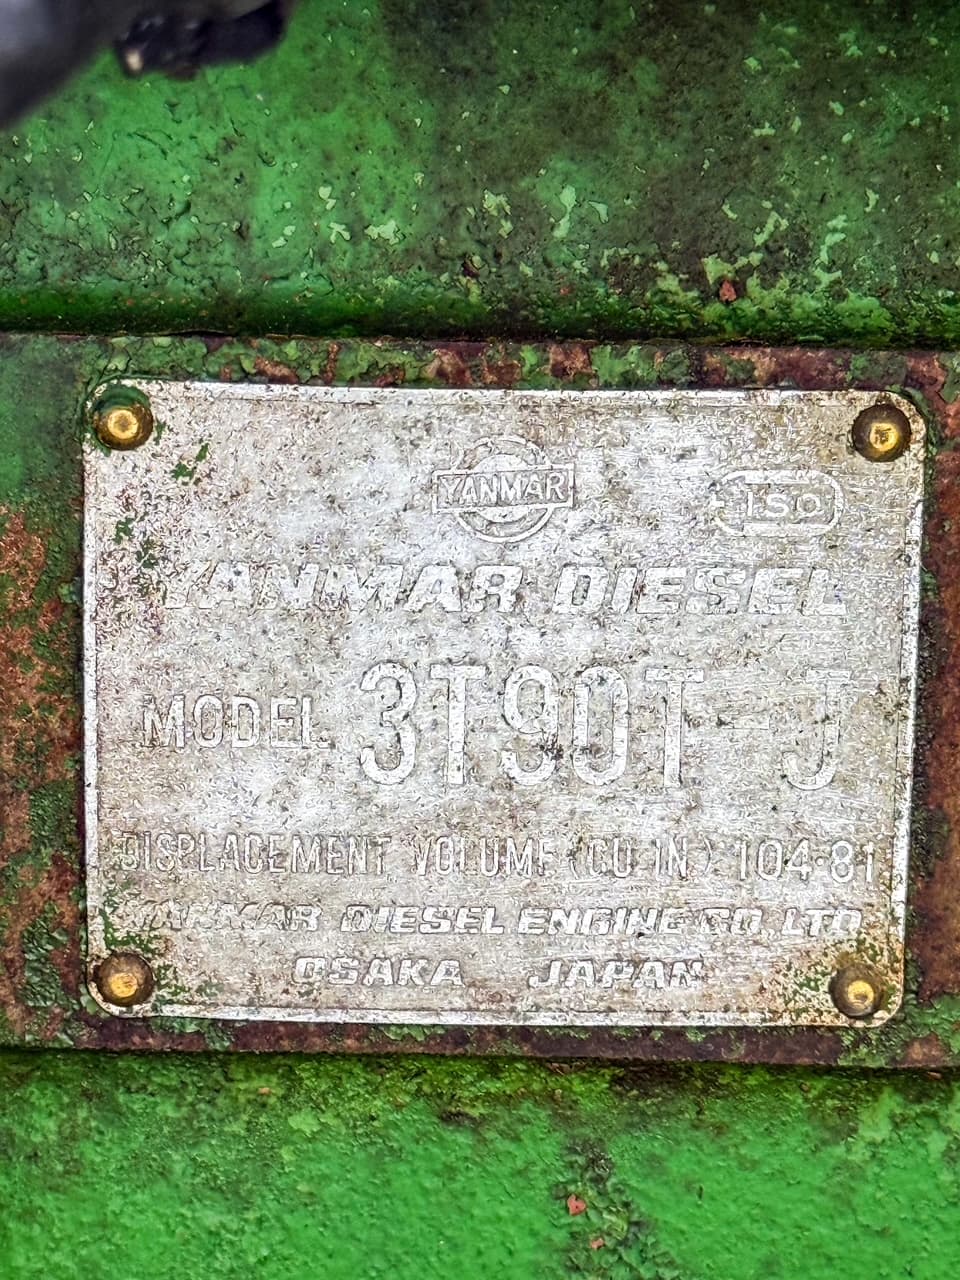 YANMAR
ISO
YANMAR DIESEL
MODEL 3T90T-J
DISPLACEMENT VOLUME (CU IN) 104.81
YANMAR DIESEL ENGINE CO., LTD.
OSAKA JAPAN